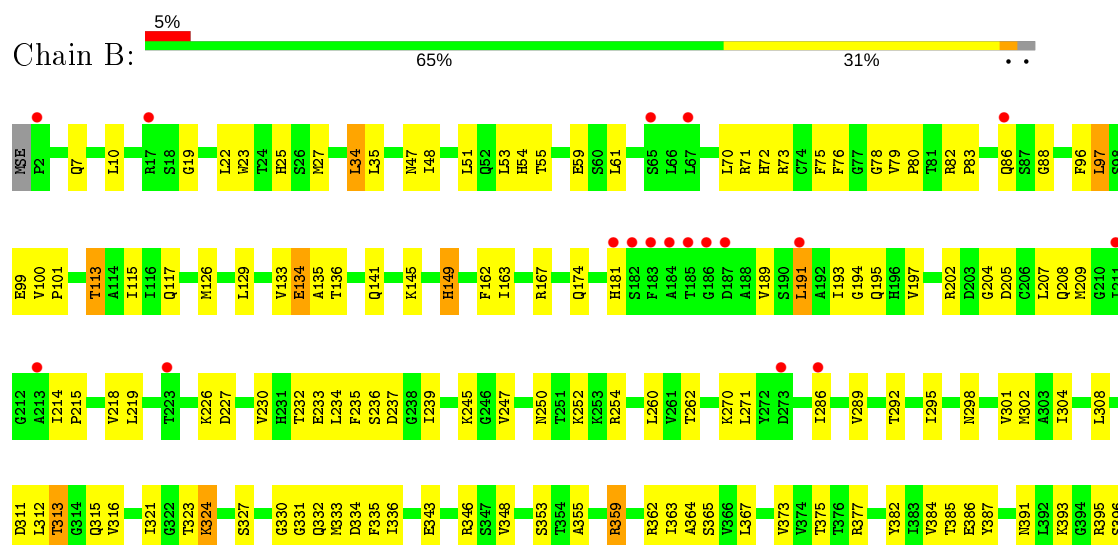 5%
Chain B:
65% 31% • •
MSE P2 Q7 L10 R17 S18 G19 L22 W23 T24 H25 S26 M27 L34 L35 N47 I48 L51 Q52 L53 H54 T55 E59 S60 L61 S65 L66 L67 L70 R71 H72 R73 C74 F75 F76 G77 G78 V79 P80 T81 R82 P83 Q86 S87 G88 F96 L97 S98
E99 V100 P101 T113 A114 I115 I116 Q117 M126 L129 V133 E134 A135 T136 Q141 K145 H149 F162 I163 R167 Q174 H181 S182 F183 A184 T185 G186 D187 A188 V189 S190 L191 A192 I193 G194 Q195 H196 V197 R202 D203 G204 D205 C206 L207 Q208 M209 G210 I211
G212 A213 I214 P215 V218 L219 T223 K226 D227 V230 H231 T232 E233 L234 F235 S236 D237 G238 I239 K245 G246 V247 N250 T251 K252 K253 R254 L260 V261 T262 K270 L271 Y272 D273 I286 V289 T292 I295 N298 V301 M302 A303 I304 L308
D311 L312 T313 G314 Q315 V316 I321 G322 T323 K324 S327 G330 G331 Q332 M333 D334 F335 I336 E343 R346 S347 V348 S353 T354 A355 R359 R362 I363 A364 S365 V366 L367 V373 V374 T375 T376 R377 Y382 I383 V384 T385 E386 Y387 N391 L392 K393 G394 R395 S396